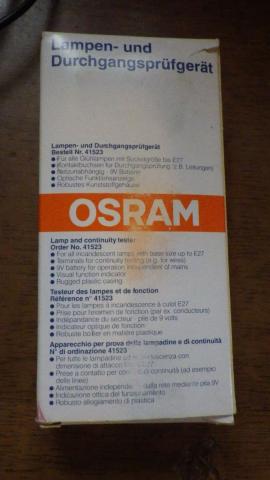 Lampen- und
Durchgangsprüfgerät
Lampen- und Durchgangsprüfgerät
Bestell Nr. 41523
Für alle Glühlampen mit Sockelgröße bis E27
Kontaktbuchsen für Durchgangsprüfung (z.B. Leitungen)
Netzunabhängig - 9V Batterie
Optische Funktionsanzeige
Robustes Kunststoffgehäuse
OSRAM
Lamp and continuity tester
Order No. 41523
For all incandescent lamps with base size up to E27
Terminals for continuity testing (e.g. for wires)
9V battery for operation independent of mains
Visual function indicator
Rugged plastic casing
Testeur des lampes et de fonction
Référence n° 41523
Pour les lampes à incandescence à culot E27
Prise pour l'examen de fonction (par ex. conducteurs)
Indépendance du secteur - pile de 9 volts
Indicateur optique de fonction
Robuste boîtier en matière plastique
Apparecchio per prova delle lampadine e di continuità
N° di ordinazione 41523
Per tutte le lampadine ad incandescenza con
dimensione di attacco fino a E27
Prese a contatto per di continuità (ad esempio
delle linee)
Alimentazione indipendente dalla rete mediante pila 9V
Indicazione ottica del funzionamento
Robusto alloggiamento di plastica